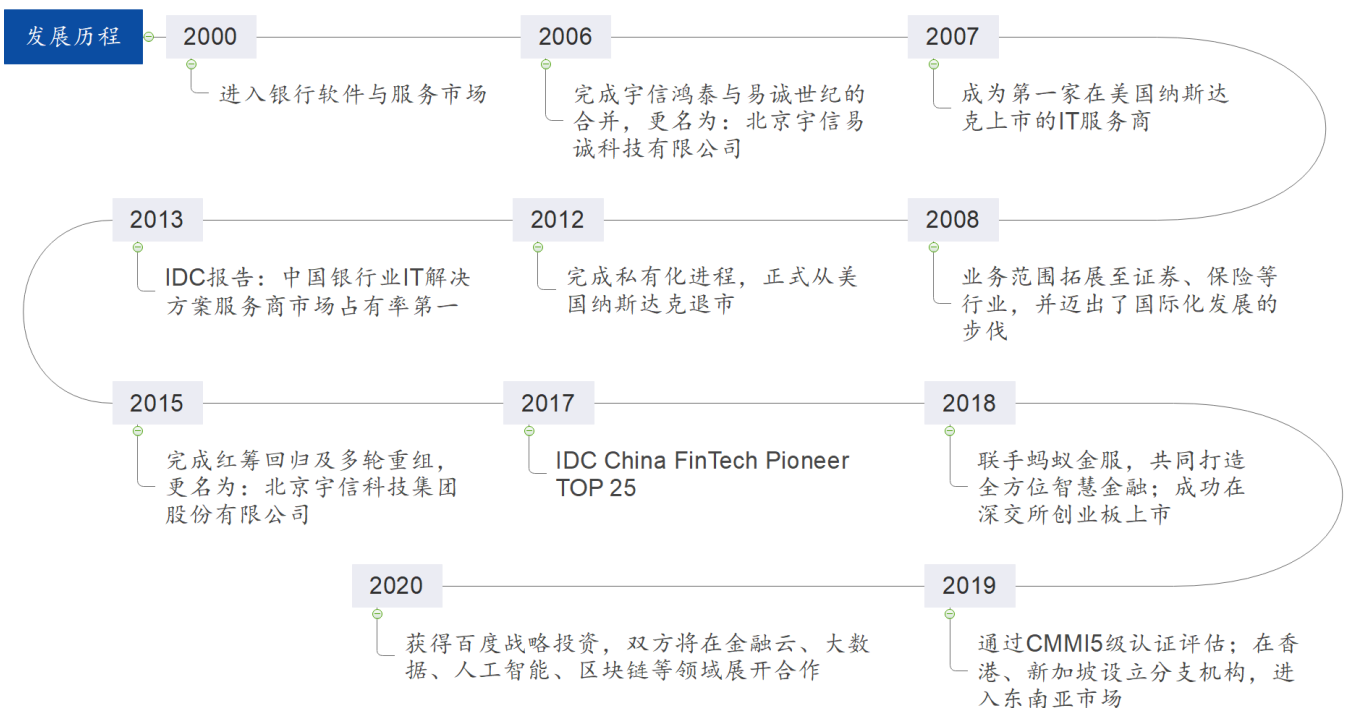 发展历程
2000
进入银行软件与服务市场
2006
完成宇信鸿泰与易诚世纪的
合并，更名为：北京宇信易
诚科技有限公司
2007
成为第一家在美国纳斯达
克上市的IT服务商
2008
业务范围拓展至证券、保险等
行业，并迈出了国际化发展的
步伐
2012
完成私有化进程，正式从美
国纳斯达克退市
2013
IDC报告：中国银行业IT解决
方案服务商市场占有率第一
2015
完成红筹回归及多轮重组，
更名为：北京宇信科技集团
股份有限公司
2017
IDC China FinTech Pioneer
TOP 25
2018
联手蚂蚁金服，共同打造
全方位智慧金融；成功在
深交所创业板上市
2019
通过CMMI5级认证评估；在香
港、新加坡设立分支机构，进
入东南亚市场
2020
获得百度战略投资，双方将在金融云、大数
据、人工智能、区块链等领域展开合作